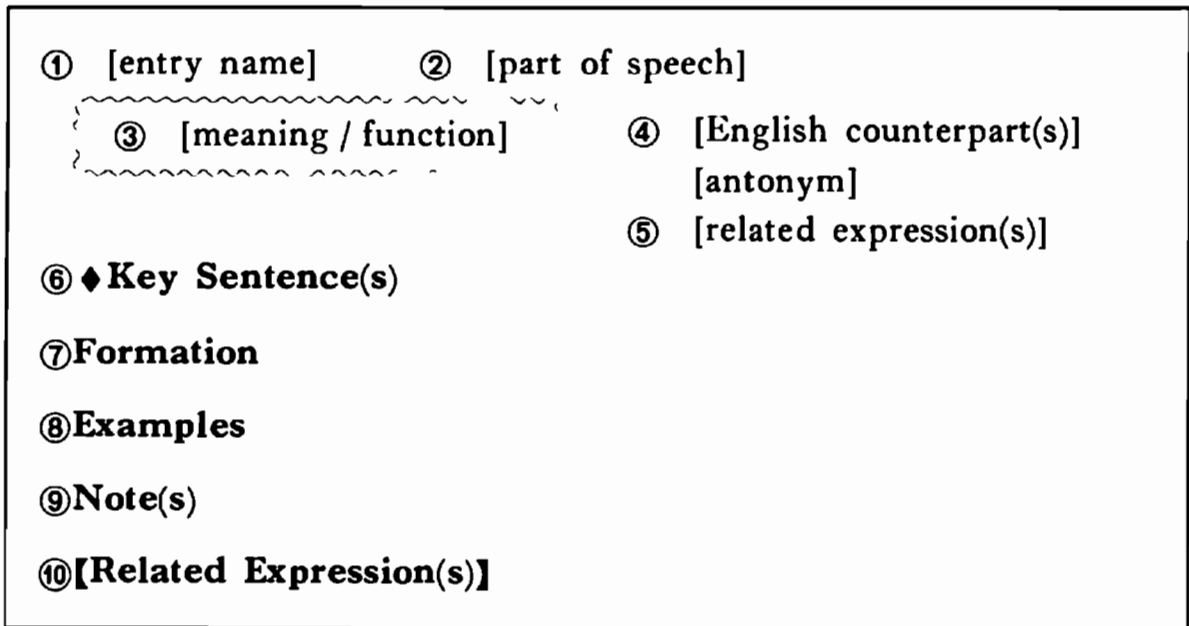 ① [entry name] ② [part of speech]
③ [meaning / function] ④ [English counterpart(s)]
[antonym]
⑤ [related expression(s)]
⑥ ♦ Key Sentence(s)
⑦Formation
⑧Examples
⑨Note(s)
⑩【Related Expression(s)】